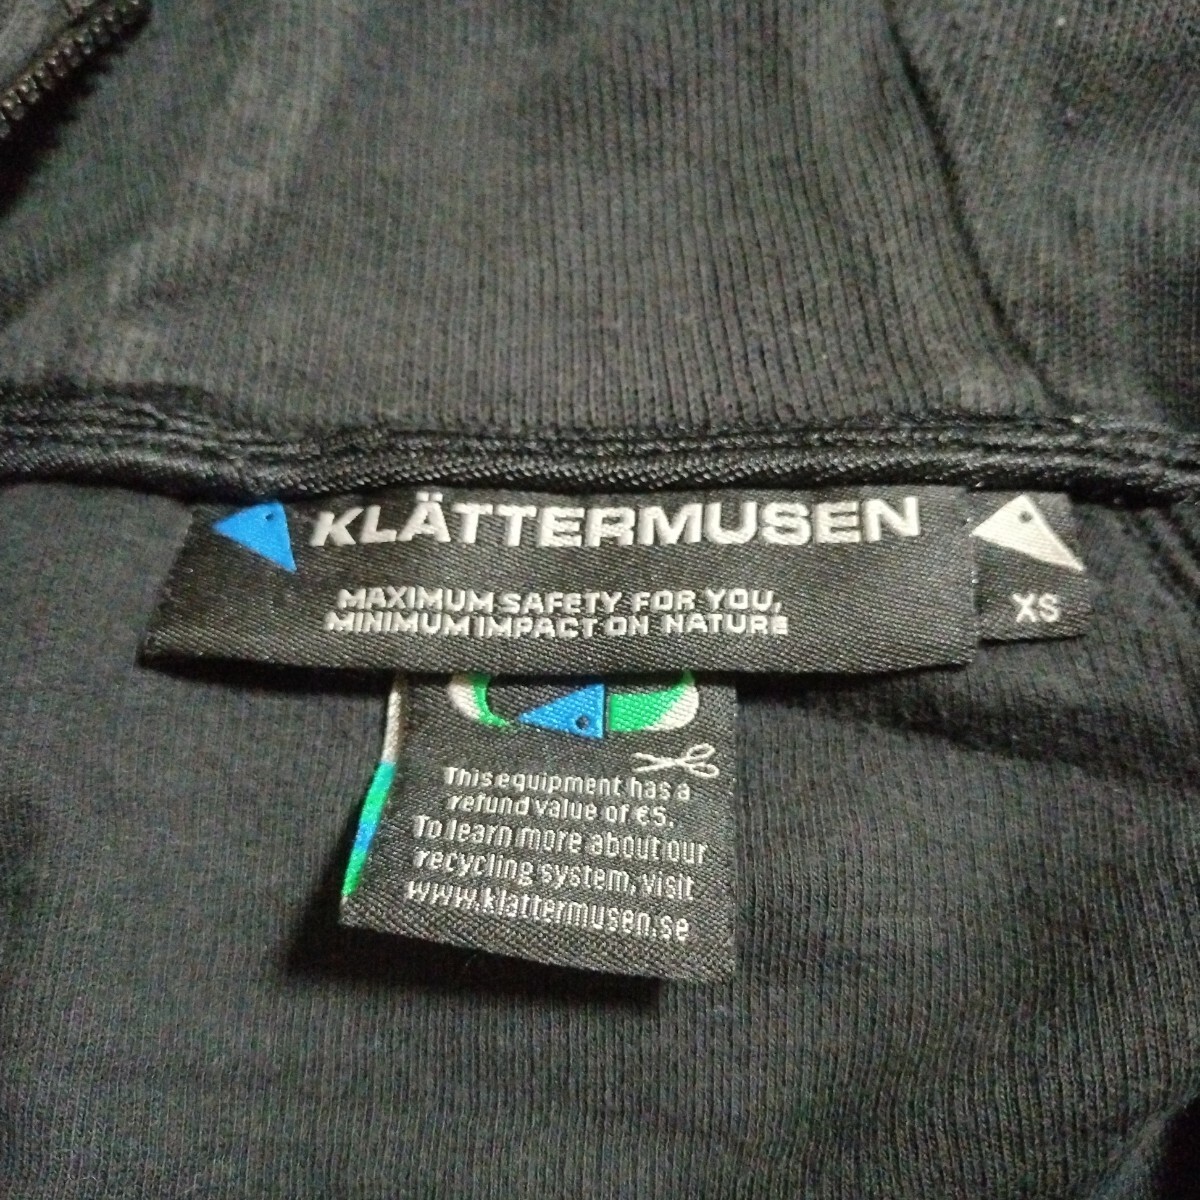 KLÄTTERMUSEN
MAXIMUM SAFETY FOR YOU,
MINIMUM IMPACT ON NATURE
XS
This equipment has a
refund value of €5.
To learn more about our
recycling system, visit
www.klattermusen.se